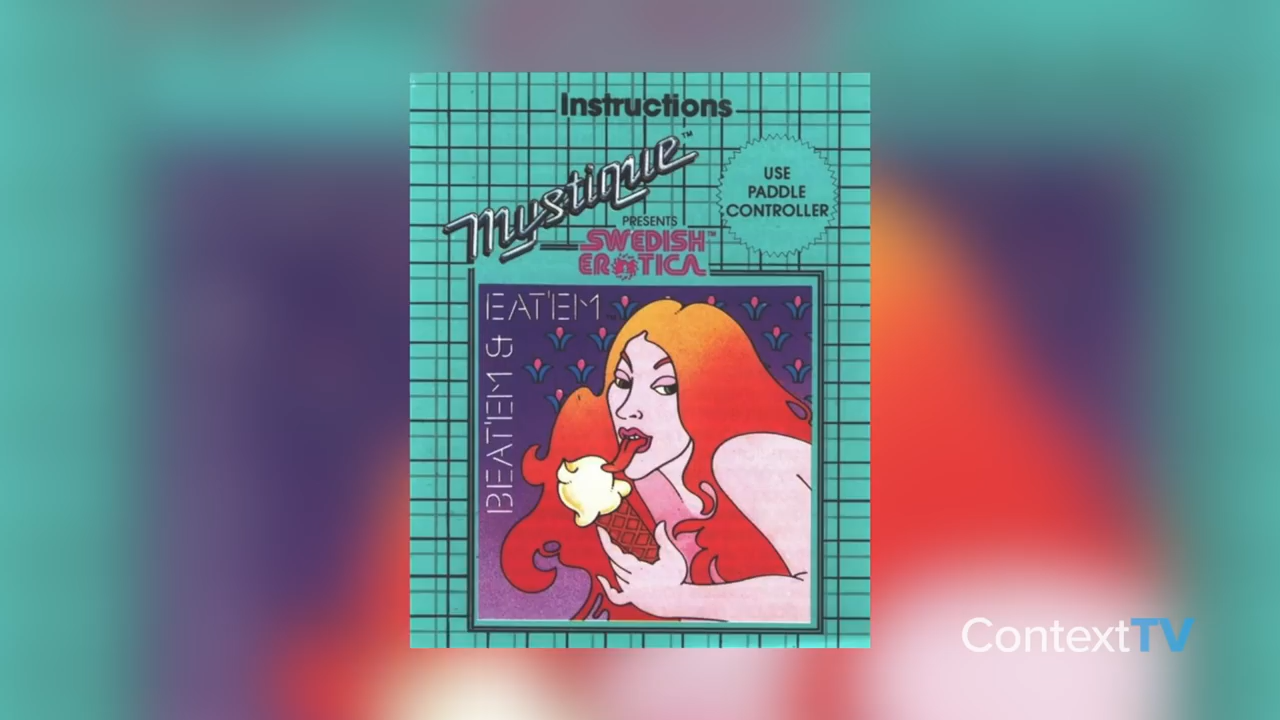 Instructions
Mystique™
PRESENTS
SWEDISH™
EROTICA
USE
PADDLE
CONTROLLER
EAT'EM
BEAT'EM &
ContextTV